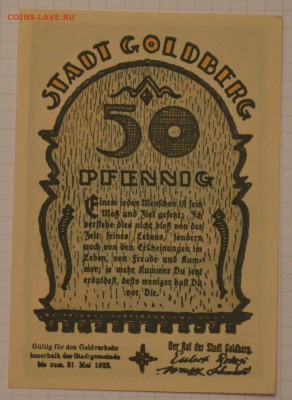 COINS.LAVE.RU
STADT GOLDBERG
50
PFENNIG
Einem jeden Menschen ist sein
Maß und Ziel gesetzt; Ich
verstehe dies nicht bloß von der
Zeit seines Lebens, sondern
auch von den Erscheinungen im
Leben, von Freude und Kum=
mer; je mehr Kummer Du jetzt
erduldest, desto weniger hast Du
vor Dir.
Gültig für den Geldverkehr
innerhalb der Stadtgemeinde
bis zum 31. Mai 1922.
Der Rat der Stadt Goldberg.